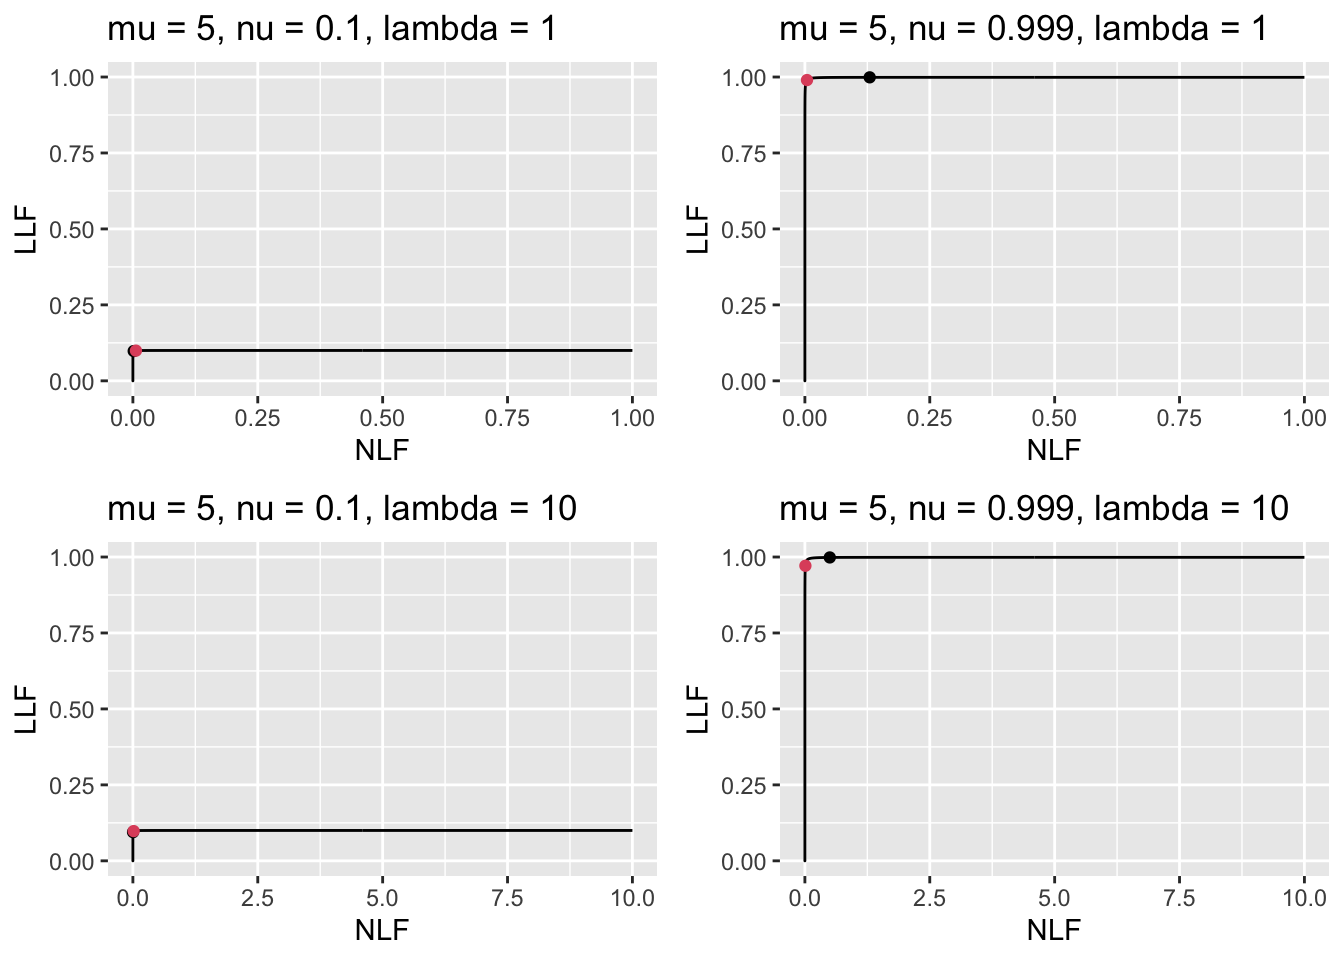 mu = 5, nu = 0.1, lambda = 1
1.00
0.75
0.50
0.25
0.00
LLF
0.00 0.25 0.50 0.75 1.00
NLF
mu = 5, nu = 0.999, lambda = 1
1.00
0.75
0.50
0.25
0.00
LLF
0.00 0.25 0.50 0.75 1.00
NLF
mu = 5, nu = 0.1, lambda = 10
1.00
0.75
0.50
0.25
0.00
LLF
0.0 2.5 5.0 7.5 10.0
NLF
mu = 5, nu = 0.999, lambda = 10
1.00
0.75
0.50
0.25
0.00
LLF
0.0 2.5 5.0 7.5 10.0
NLF